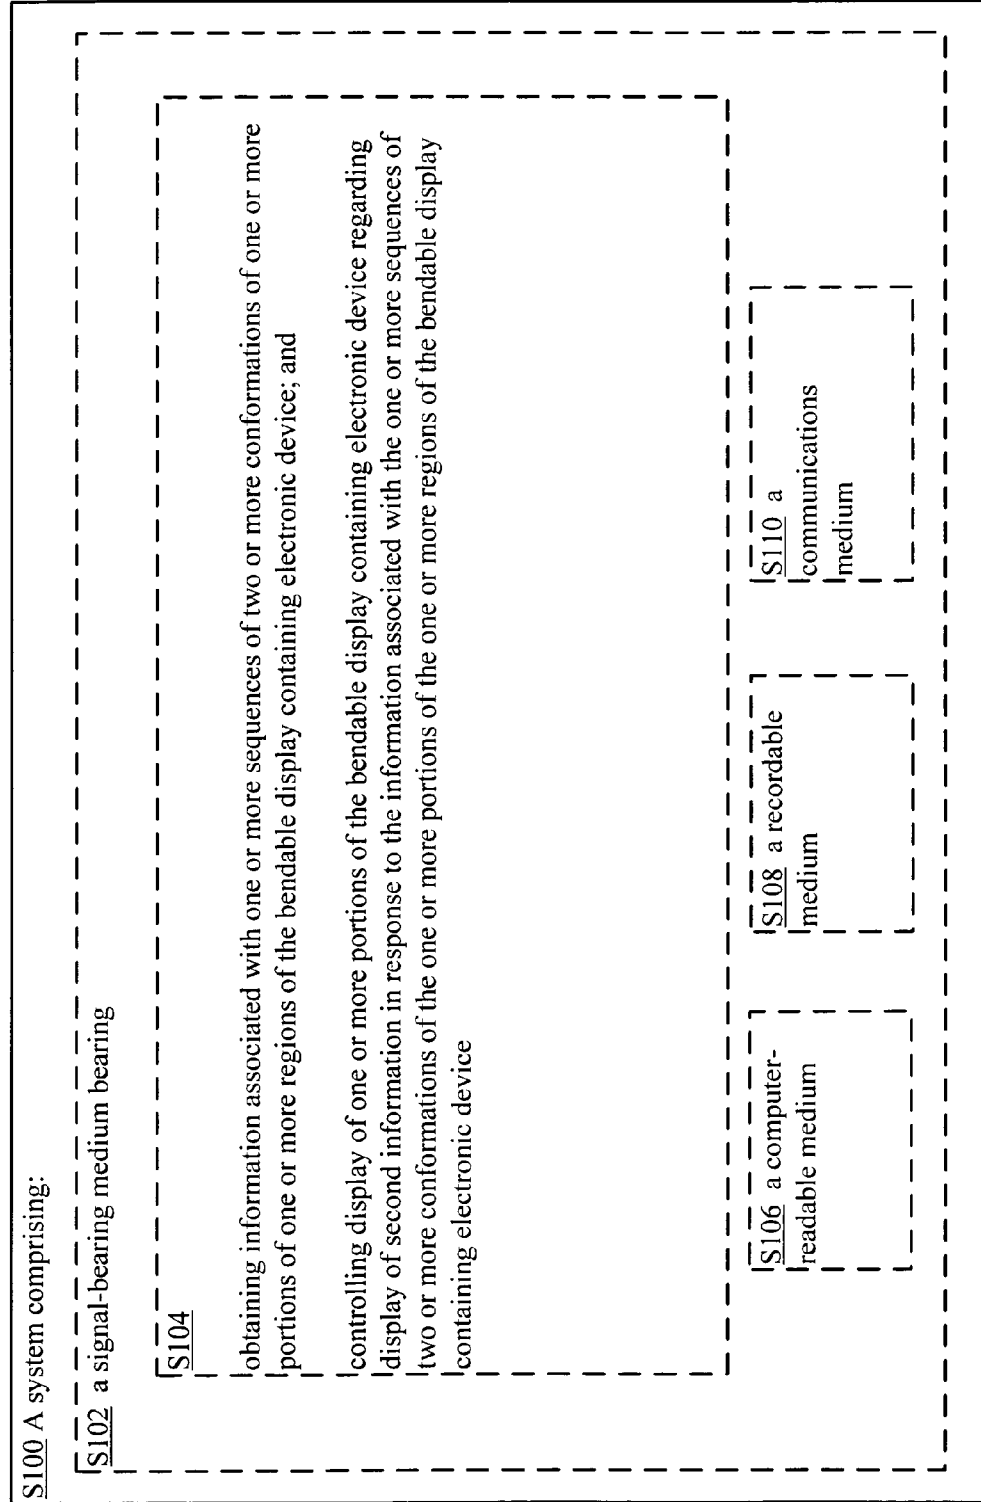 S100 A system comprising:
S102 a signal-bearing medium bearing
S104
obtaining information associated with one or more sequences of two or more conformations of one or more
portions of one or more regions of the bendable display containing electronic device; and
controlling display of one or more portions of the bendable display containing electronic device regarding
display of second information in response to the information associated with the one or more sequences of
two or more conformations of the one or more portions of the one or more regions of the bendable display
containing electronic device
S106 a computer-
readable medium
S108 a recordable
medium
S110 a
communications
medium